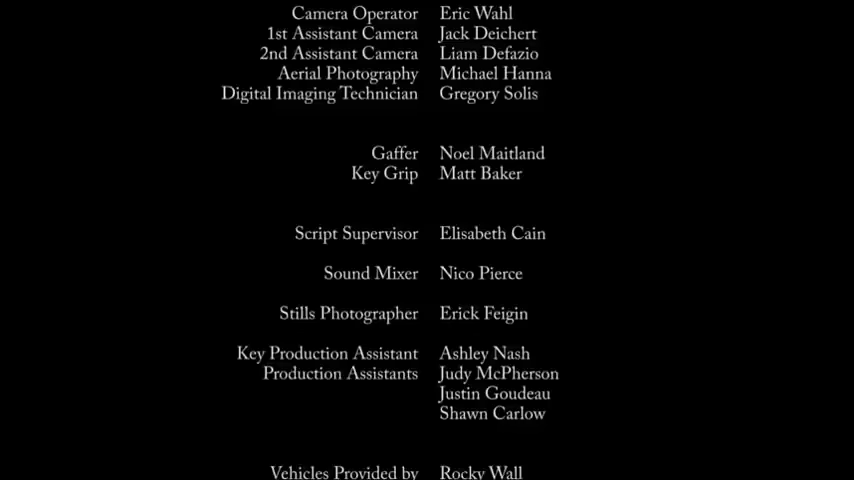 Camera Operator Eric Wahl
1st Assistant Camera Jack Deichert
2nd Assistant Camera Liam Defazio
Aerial Photography Michael Hanna
Digital Imaging Technician Gregory Solis
Gaffer Noel Maitland
Key Grip Matt Baker
Script Supervisor Elisabeth Cain
Sound Mixer Nico Pierce
Stills Photographer Erick Feigin
Key Production Assistant Ashley Nash
Production Assistants Judy McPherson
Justin Goudeau
Shawn Carlow
Vehicles Provided by Rocky Wall